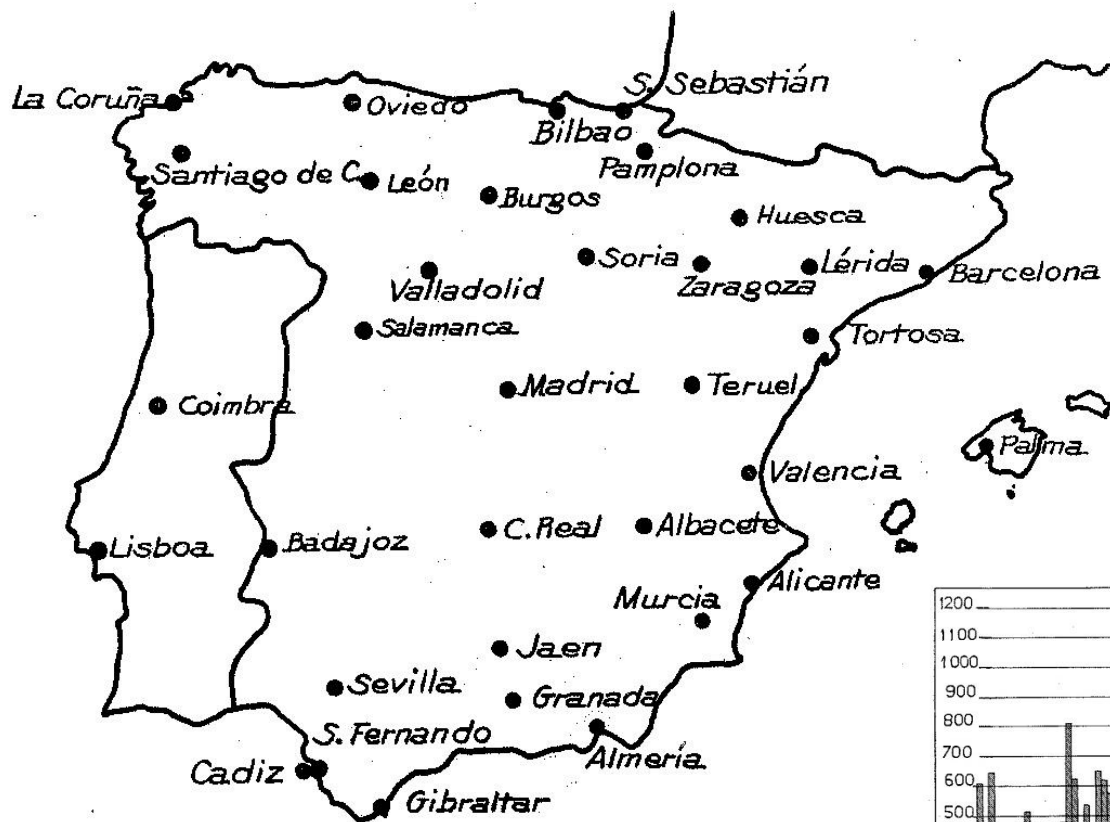 S. Sebastián
La Coruña
Oviedo
Bilbao
Pamplona
Santiago de C.
León
Burgos
Huesca
Soria
Zaragoza
Lérida
Barcelona
Valladolid
Salamanca
Tortosa
Madrid
Teruel
Coimbra
Palma
Valencia
C. Real
Albacete
Lisboa
Badajoz
Alicante
Murcia
Jaen
Sevilla
Granada
S. Fernando
Almería
Cadiz
Gibraltar
1200
1100
1000
900
800
700
600
500